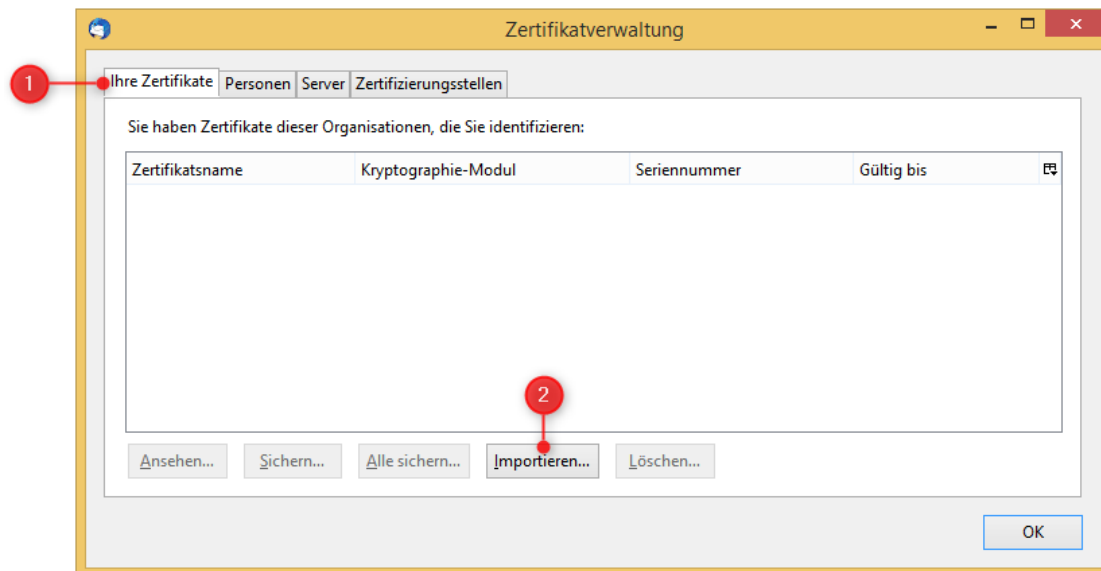 Zertifikatverwaltung
1
Ihre Zertifikate Personen Server Zertifizierungsstellen
Sie haben Zertifikate dieser Organisationen, die Sie identifizieren:
Zertifikatsname Kryptographie-Modul Seriennummer Gültig bis
2
Ansehen... Sichern... Alle sichern... Importieren... Löschen...
OK